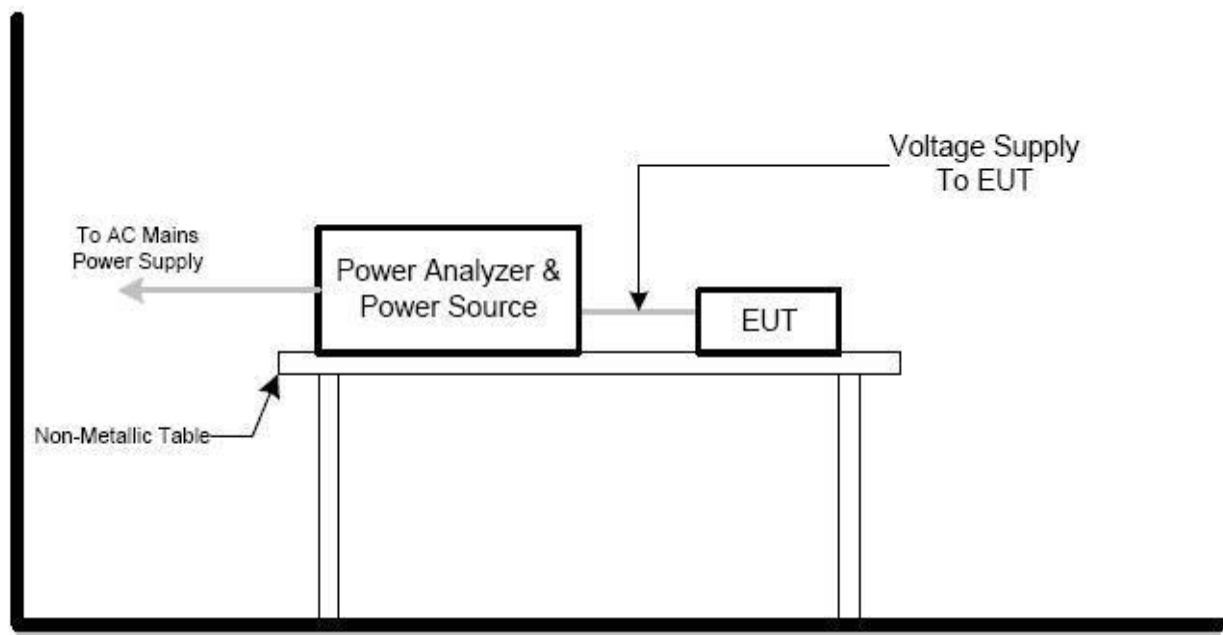 Voltage Supply
To EUT
To AC Mains
Power Supply
Power Analyzer &
Power Source
EUT
Non-Metallic Table